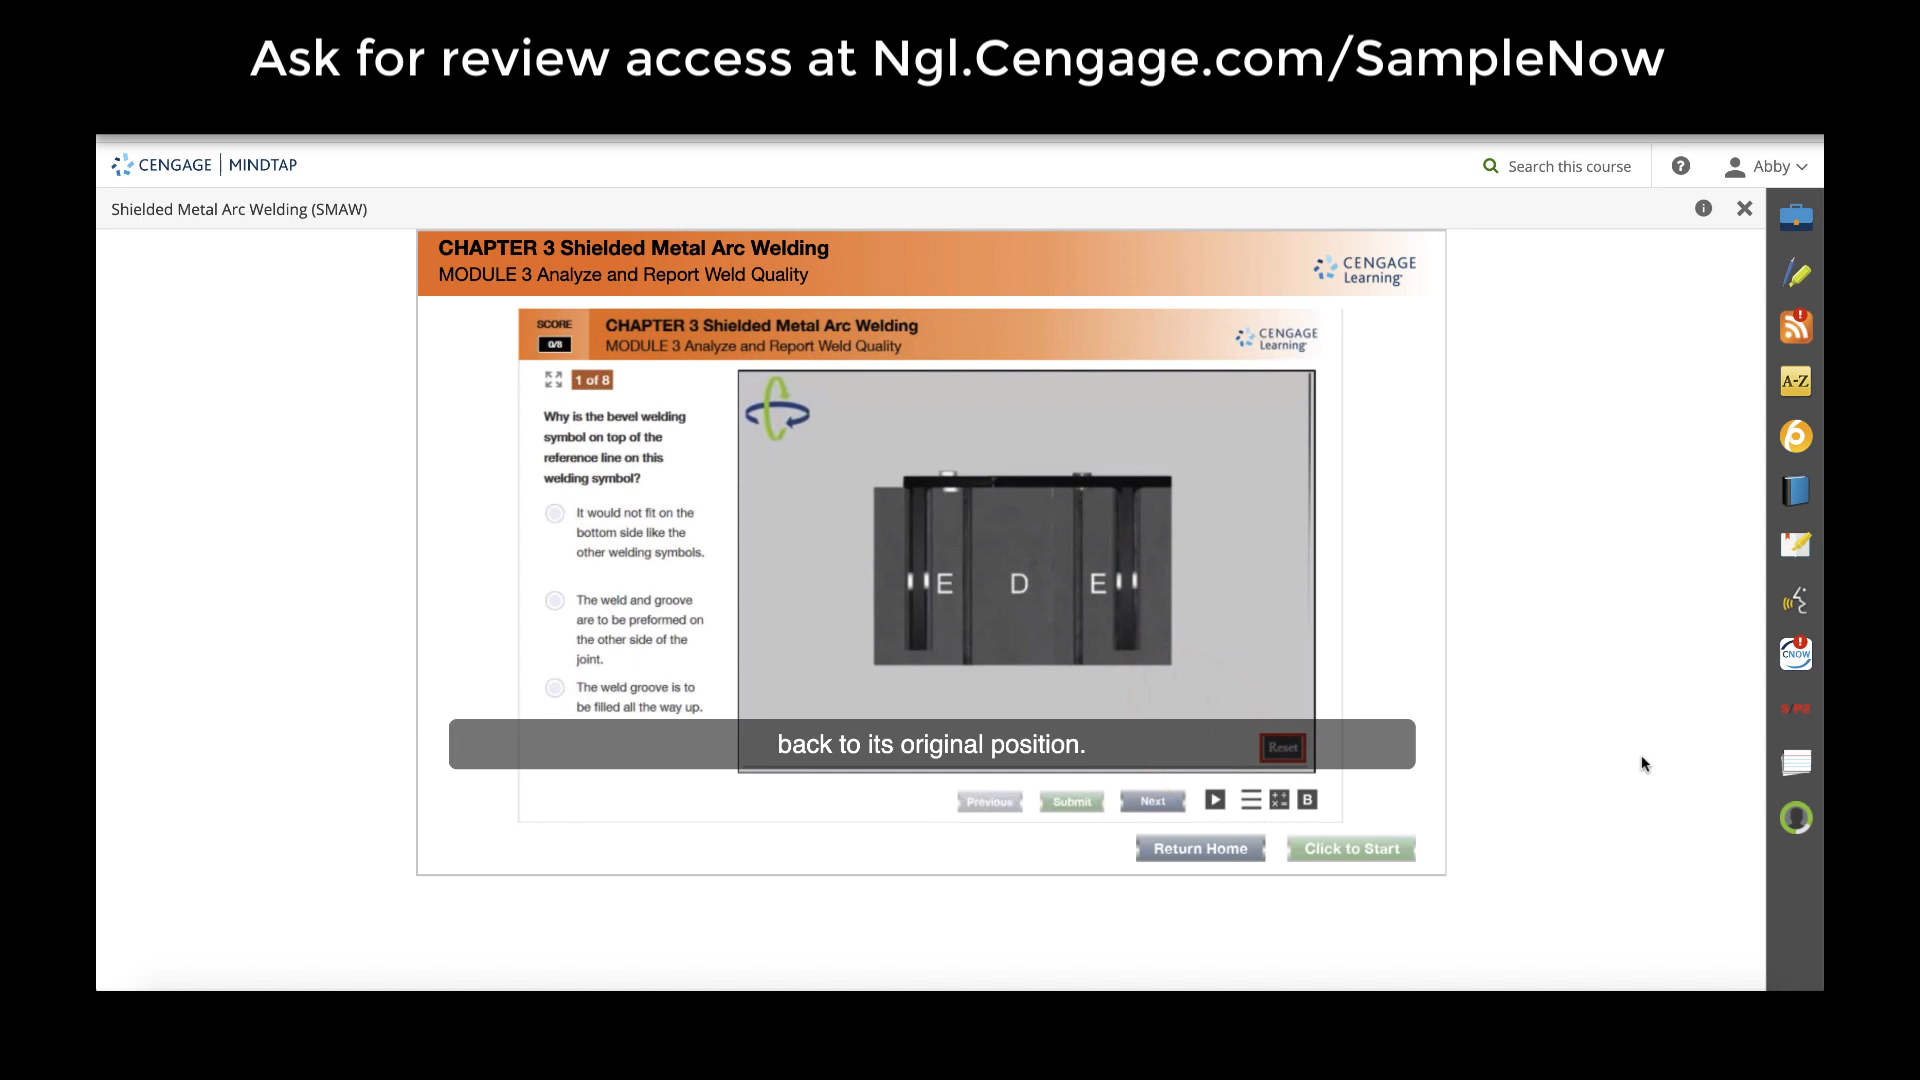 Ask for review access at Ngl.Cengage.com/SampleNow
CENGAGE | MINDTAP
Search this course
?
Abby
Shielded Metal Arc Welding (SMAW)
CHAPTER 3 Shielded Metal Arc Welding
MODULE 3 Analyze and Report Weld Quality
CENGAGE
Learning
SCORE
0/8
CHAPTER 3 Shielded Metal Arc Welding
MODULE 3 Analyze and Report Weld Quality
CENGAGE
Learning
1 of 8
Why is the bevel welding
symbol on top of the
reference line on this
welding symbol?
It would not fit on the
bottom side like the
other welding symbols.
The weld and groove
are to be preformed on
the other side of the
joint.
The weld groove is to
be filled all the way up.
E D E
back to its original position.
Reset
Previous
Submit
Next
B
Return Home
Click to Start
A-Z
CNOW
S/P2